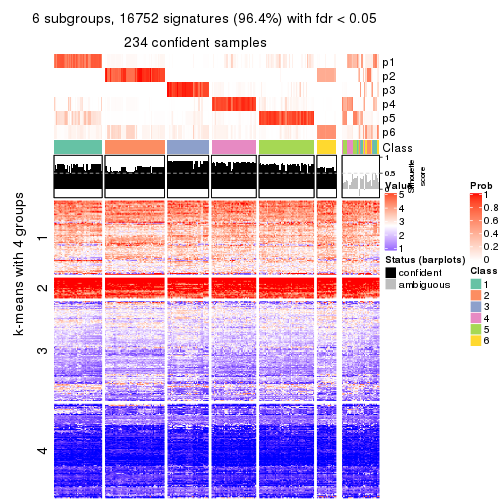 6 subgroups, 16752 signatures (96.4%) with fdr < 0.05
234 confident samples
p1
p2
p3
p4
p5
p6
Class
1
0.5
0
Silhouette
score
k-means with 4 groups
1
2
3
4
Value
5
4
3
2
1
Status (barplots)
confident
ambiguous
Prob
1
0.8
0.6
0.4
0.2
0
Class
1
2
3
4
5
6